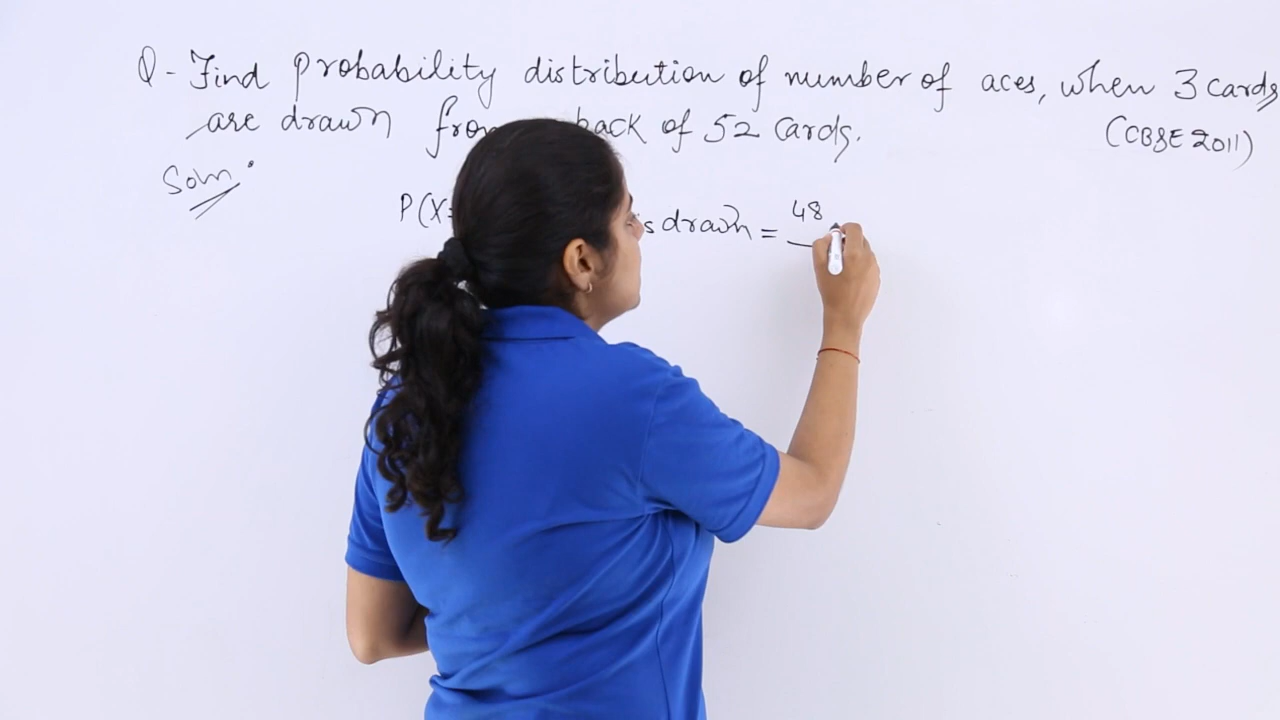 Q - Find probability distribution of number of aces, when 3 cards
are drawn pack of 52 cards. (CBSE 2011)
Soln:
P(X= drawn = 48